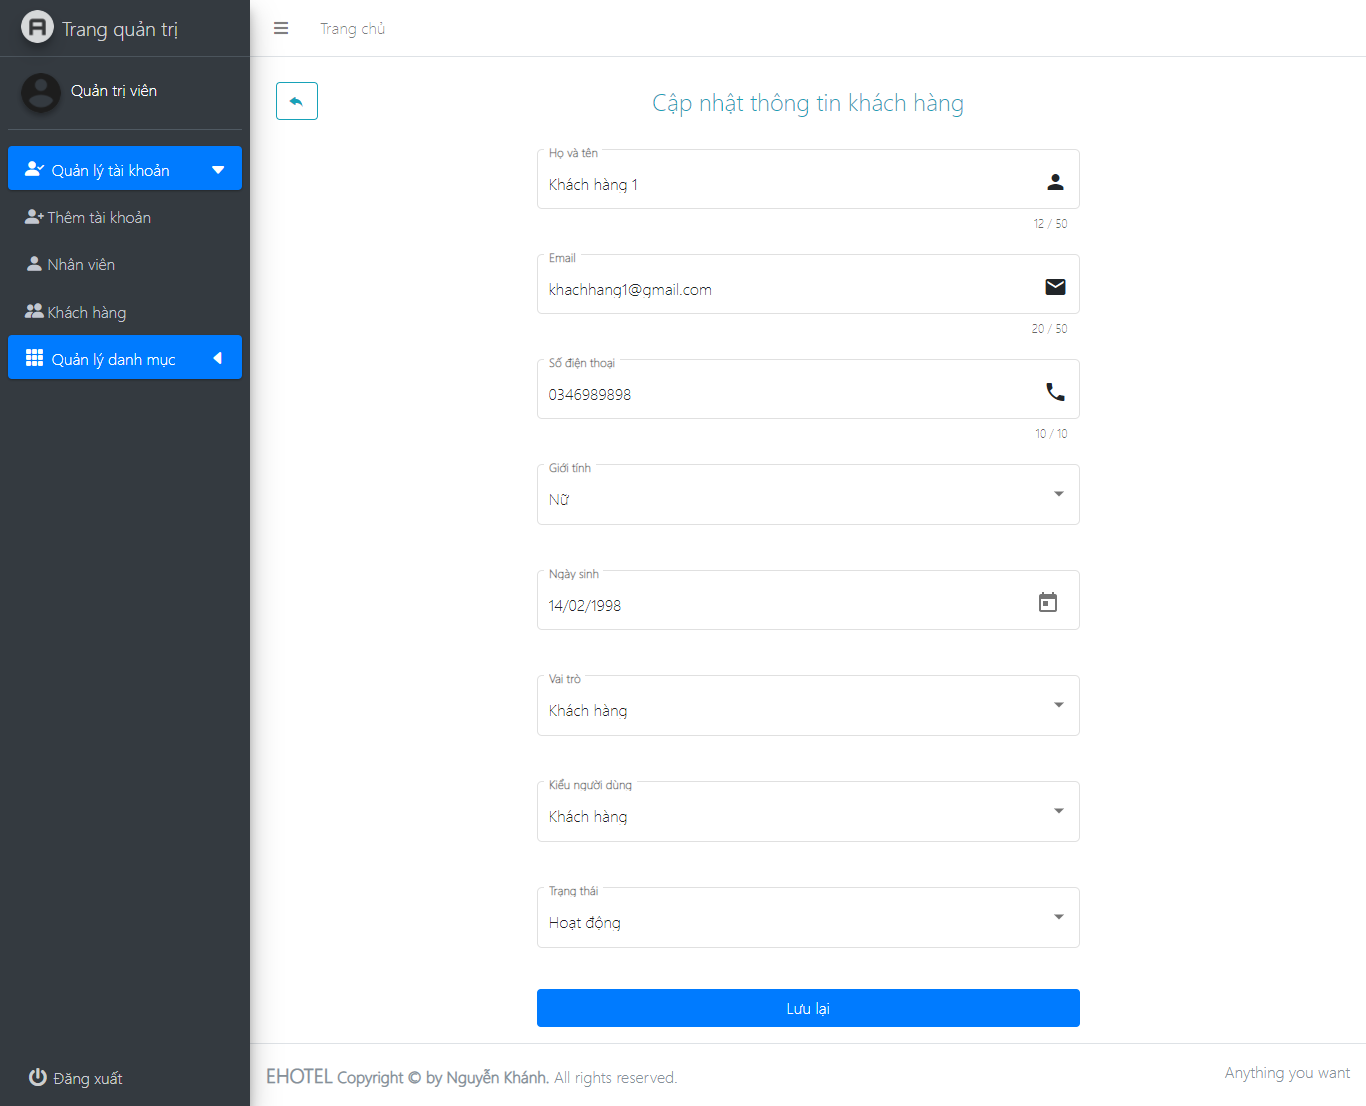 Trang quản trị
Trang chủ
Quản trị viên
Quản lý tài khoản
Thêm tài khoản
Nhân viên
Khách hàng
Quản lý danh mục
Đăng xuất
Cập nhật thông tin khách hàng
Họ và tên
Khách hàng 1
12 / 50
Email
khachhang1@gmail.com
20 / 50
Số điện thoại
0346989898
10 / 10
Giới tính
Nữ
Ngày sinh
14/02/1998
Vai trò
Khách hàng
Kiểu người dùng
Khách hàng
Trạng thái
Hoạt động
Lưu lại
EHOTEL Copyright © by Nguyễn Khánh. All rights reserved.
Anything you want